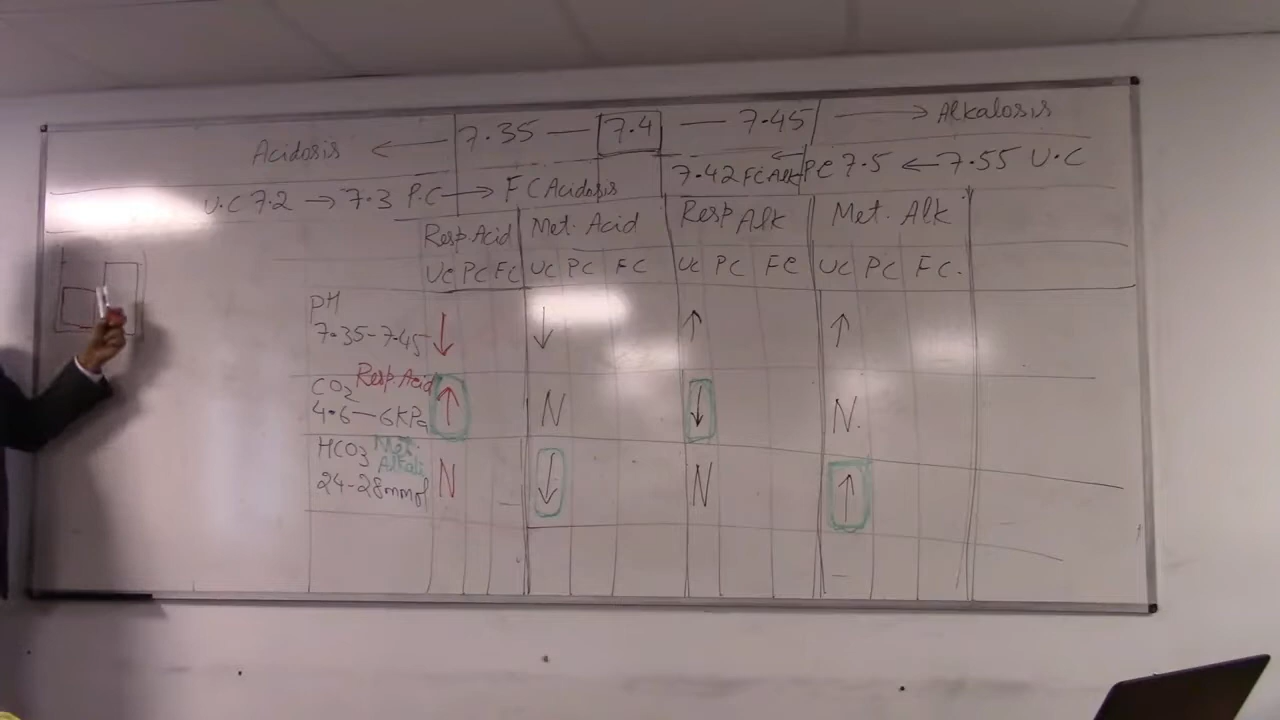 Acidosis ← 7.35 — 7.4 — 7.45 → Alkalosis
U.C 7.2 → 7.3 P.C → FC Acidosis 7.42 FC Alk ← PC 7.5 ← 7.55 U.C
Resp. Acid Met. Acid Resp Alk Met. Alk
UC PC FC UC PC FC UC PC FC UC PC FC.
PH
7.35-7.45 ↓ ↓ ↑ ↑
CO2 Resp. Acid
4.6—6KPa ↑ N ↓ N.
HCO3 Met.
Alkali
24-28mmol N ↓ N ↑